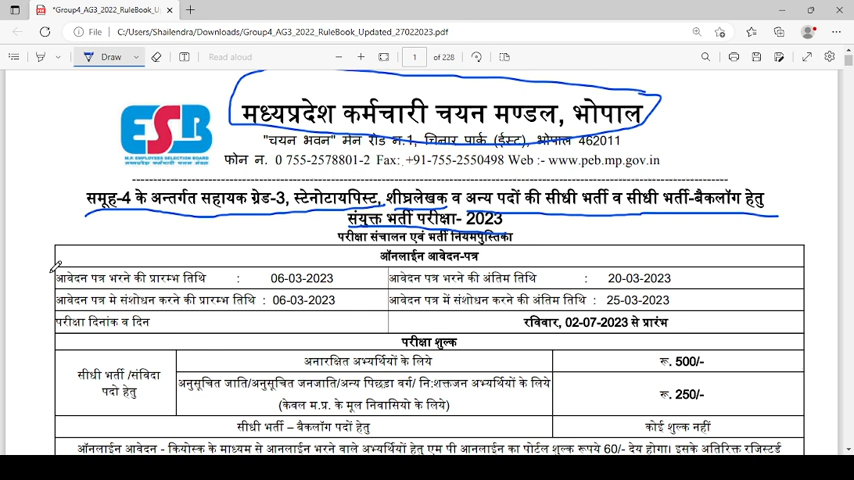 *Group4_AG3_2022_RuleBook_U
File
C:/Users/Shailendra/Downloads/Group4_AG3_2022_RuleBook_Updated_27022023.pdf
Draw
Read aloud
1 of 228
ESB
M.P. EMPLOYEES SELECTION BOARD
मध्यप्रदेश कर्मचारी चयन मण्डल, भोपाल
"चयन भवन" मेन रोड नं.1, चिनार पार्क (ईस्ट), भोपाल 462011
फोन न. 0 755-2578801-2 Fax: +91-755-2550498 Web :- www.peb.mp.gov.in
समूह-4 के अन्तर्गत सहायक ग्रेड-3, स्टेनोटायपिस्ट, शीघ्रलेखक व अन्य पदों की सीधी भर्ती व सीधी भर्ती-बैकलॉग हेतु
संयुक्त भर्ती परीक्षा- 2023
परीक्षा संचालन एवं भर्ती नियमपुस्तिका
ऑनलाईन आवेदन-पत्र
आवेदन पत्र भरने की प्रारम्भ तिथि : 06-03-2023 आवेदन पत्र भरने की अंतिम तिथि : 20-03-2023
आवेदन पत्र मे संशोधन करने की प्रारम्भ तिथि : 06-03-2023 आवेदन पत्र में संशोधन करने की अंतिम तिथि : 25-03-2023
परीक्षा दिनांक व दिन रविवार, 02-07-2023 से प्रारंभ
परीक्षा शुल्क
सीधी भर्ती /संविदा पदो हेतु
अनारक्षित अभ्यर्थियों के लिये रू. 500/-
अनुसूचित जाति/अनुसूचित जनजाति/अन्य पिछड़ा वर्ग/ नि:शक्तजन अभ्यर्थियों के लिये
(केवल म.प्र. के मूल निवासियो के लिये)
रू. 250/-
सीधी भर्ती – बैकलॉग पदों हेतु कोई शुल्क नहीं
ऑनलाईन आवेदन - कियोस्क के माध्यम से आनलाईन भरने वाले अभ्यर्थियों हेतु एम पी आनलाईन का पोर्टल शुल्क रूपये 60/- देय होगा। इसके अतिरिक्त रजिस्टर्ड